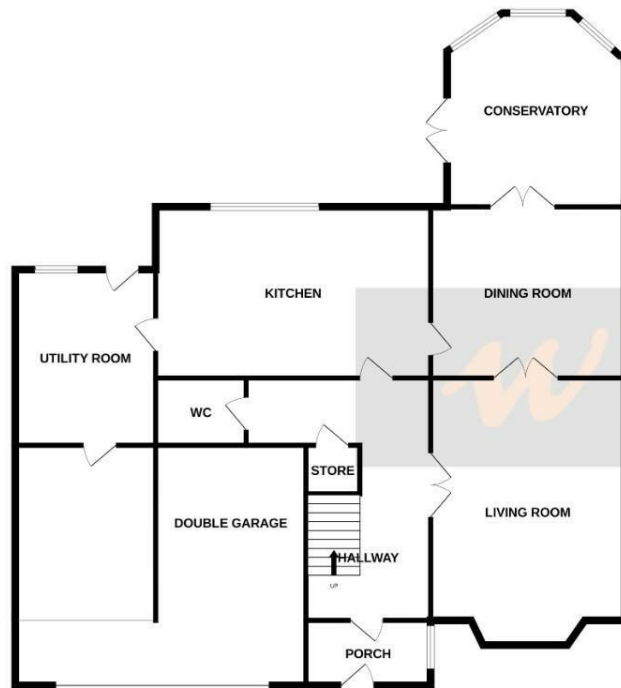 CONSERVATORY
KITCHEN
DINING ROOM
UTILITY ROOM
WC
STORE
LIVING ROOM
DOUBLE GARAGE
HALLWAY
UP
PORCH
w